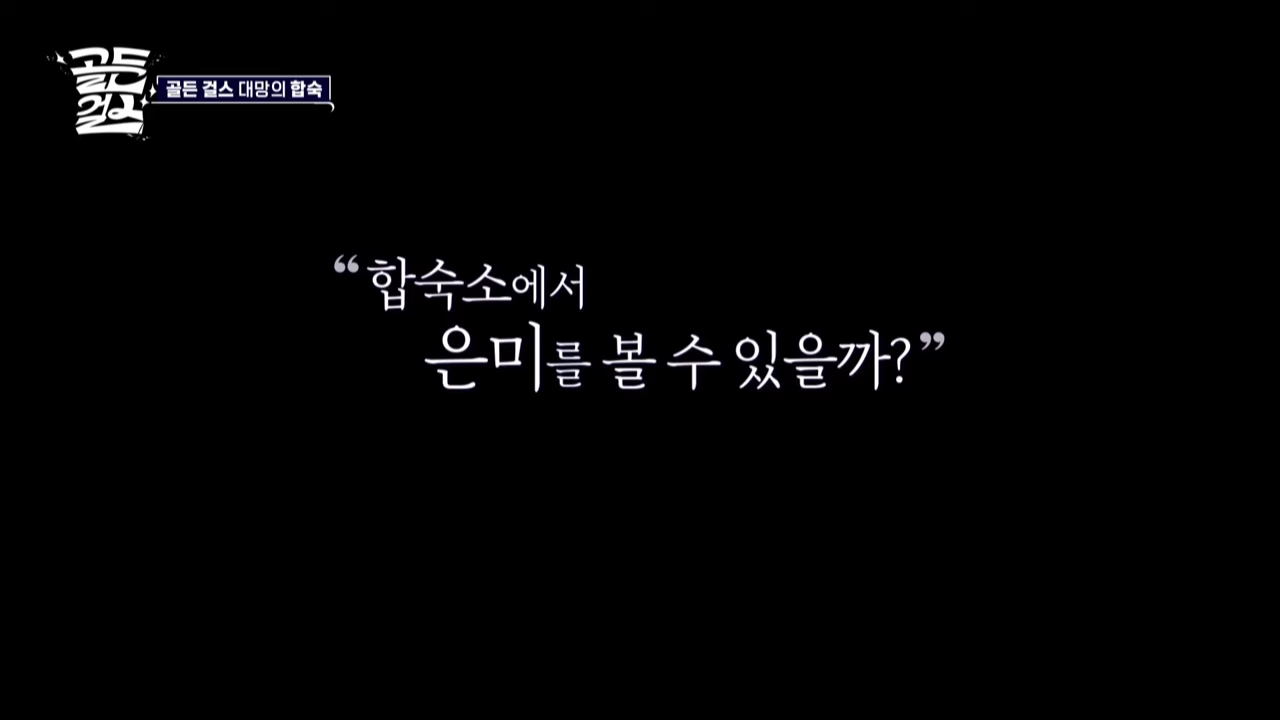 골든
걸스
골든 걸스 대망의 합숙
“합숙소에서
은미를 볼 수 있을까?”